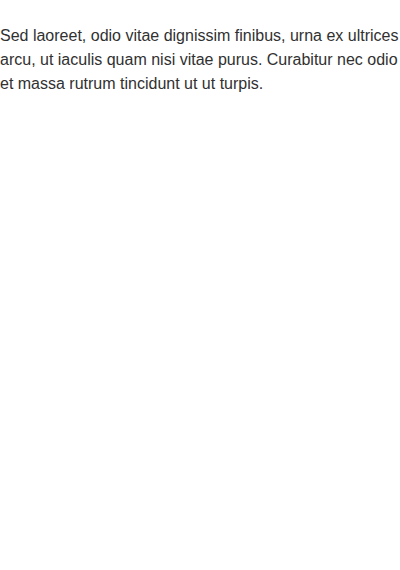 Sed laoreet, odio vitae dignissim finibus, urna ex ultrices
arcu, ut iaculis quam nisi vitae purus. Curabitur nec odio
et massa rutrum tincidunt ut ut turpis.